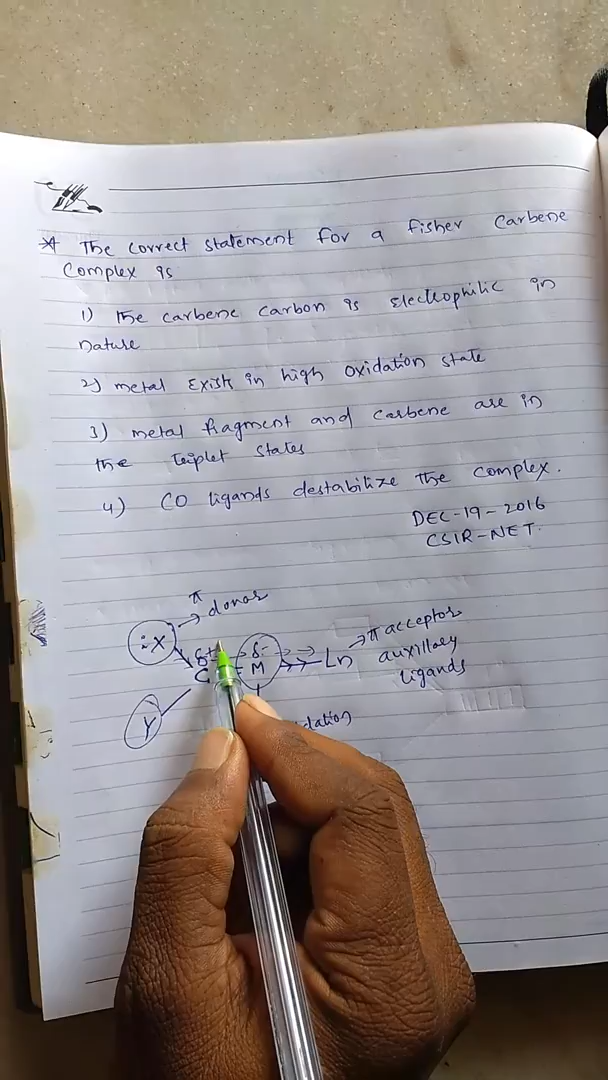 * The correct statement for a fisher Carbene
Complex is
1) the carbene carbon is electrophilic in
nature
2) metal Exist in high oxidation state
3) metal fragment and carbene are in
the triplet states
4) CO ligands destabilize the complex.
DEC-19-2016
CSIR-NET.
π
donor
:X
δ+ δ-
C = M Ln π acceptor
auxillary
ligands
Y
dation